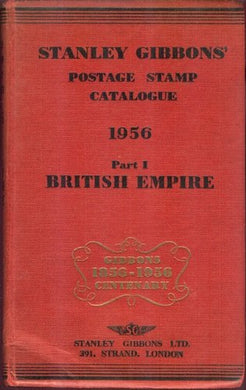 STANLEY GIBBONS'
POSTAGE STAMP
CATALOGUE
1956
Part I
BRITISH EMPIRE
GIBBONS
1856-1956
CENTENARY
SG
STANLEY GIBBONS LTD.
391, STRAND, LONDON